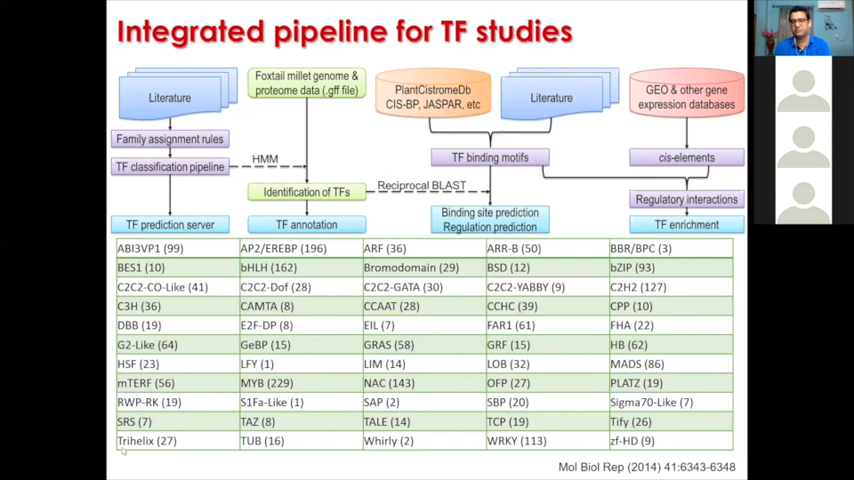 Integrated pipeline for TF studies
Literature
Foxtail millet genome &
proteome data (.gff file)
PlantCistromeDb
CIS-BP, JASPAR, etc
Literature
GEO & other gene
expression databases
Family assignment rules
TF classification pipeline
HMM
TF binding motifs
cis-elements
Identification of TFs
Reciprocal BLAST
Regulatory interactions
TF prediction server
TF annotation
Binding site prediction
Regulation prediction
TF enrichment
ABI3VP1 (99) AP2/EREBP (196) ARF (36) ARR-B (50) BBR/BPC (3)
BES1 (10) bHLH (162) Bromodomain (29) BSD (12) bZIP (93)
C2C2-CO-Like (41) C2C2-Dof (28) C2C2-GATA (30) C2C2-YABBY (9) C2H2 (127)
C3H (36) CAMTA (8) CCAAT (28) CCHC (39) CPP (10)
DBB (19) E2F-DP (8) EIL (7) FAR1 (61) FHA (22)
G2-Like (64) GeBP (15) GRAS (58) GRF (15) HB (62)
HSF (23) LFY (1) LIM (14) LOB (32) MADS (86)
mTERF (56) MYB (229) NAC (143) OFP (27) PLATZ (19)
RWP-RK (19) S1Fa-Like (1) SAP (2) SBP (20) Sigma70-Like (7)
SRS (7) TAZ (8) TALE (14) TCP (19) Tify (26)
Trihelix (27) TUB (16) Whirly (2) WRKY (113) zf-HD (9)
Mol Biol Rep (2014) 41:6343-6348